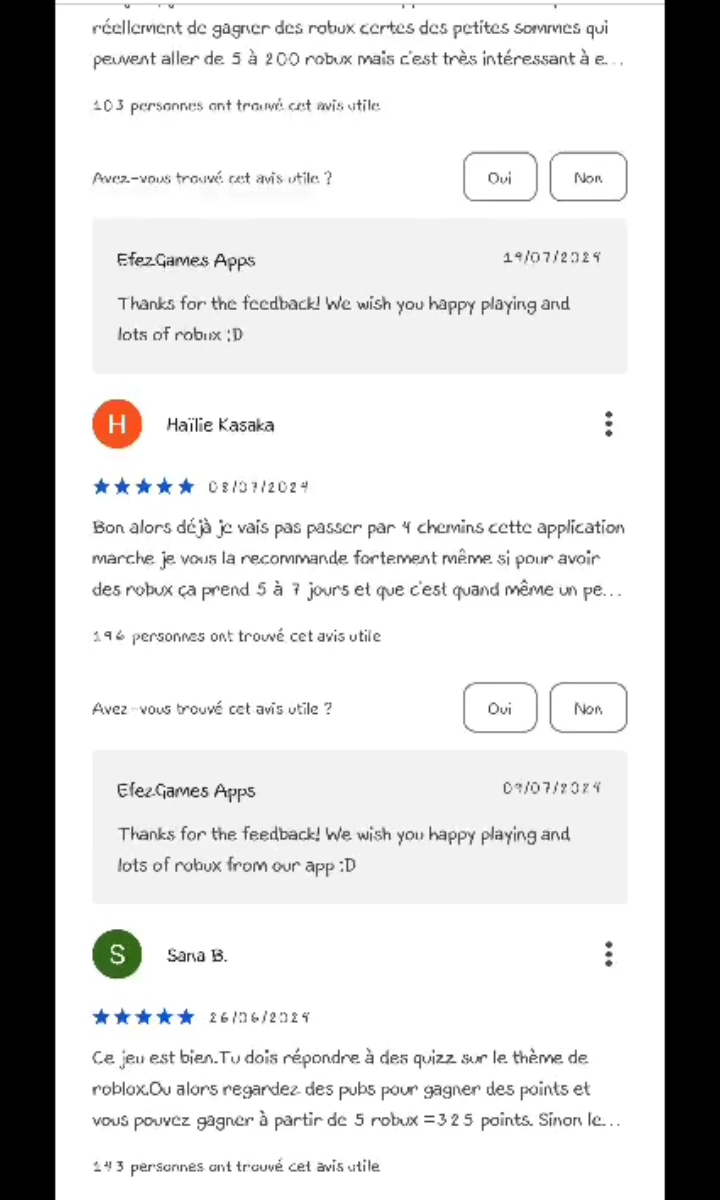 réellement de gagner des robux certes des petites sommes qui
peuvent aller de 5 à 200 robux mais c'est très intéressant à e...
103 personnes ont trouvé cet avis utile
Avez-vous trouvé cet avis utile ?
Oui
Non
EfezGames Apps
19/07/2024
Thanks for the feedback! We wish you happy playing and
lots of robux :D
H
Haïlie Kasaka
08/07/2024
Bon alors déjà je vais pas passer par 4 chemins cette application
marche je vous la recommande fortement même si pour avoir
des robux ça prend 5 à 7 jours et que c'est quand même un pe...
196 personnes ont trouvé cet avis utile
Avez-vous trouvé cet avis utile ?
Oui
Non
EfezGames Apps
09/07/2024
Thanks for the feedback! We wish you happy playing and
lots of robux from our app :D
S
Sana B.
26/06/2024
Ce jeu est bien.Tu dois répondre à des quizz sur le thème de
roblox.Ou alors regardez des pubs pour gagner des points et
vous pouvez gagner à partir de 5 robux =325 points. Sinon le...
143 personnes ont trouvé cet avis utile